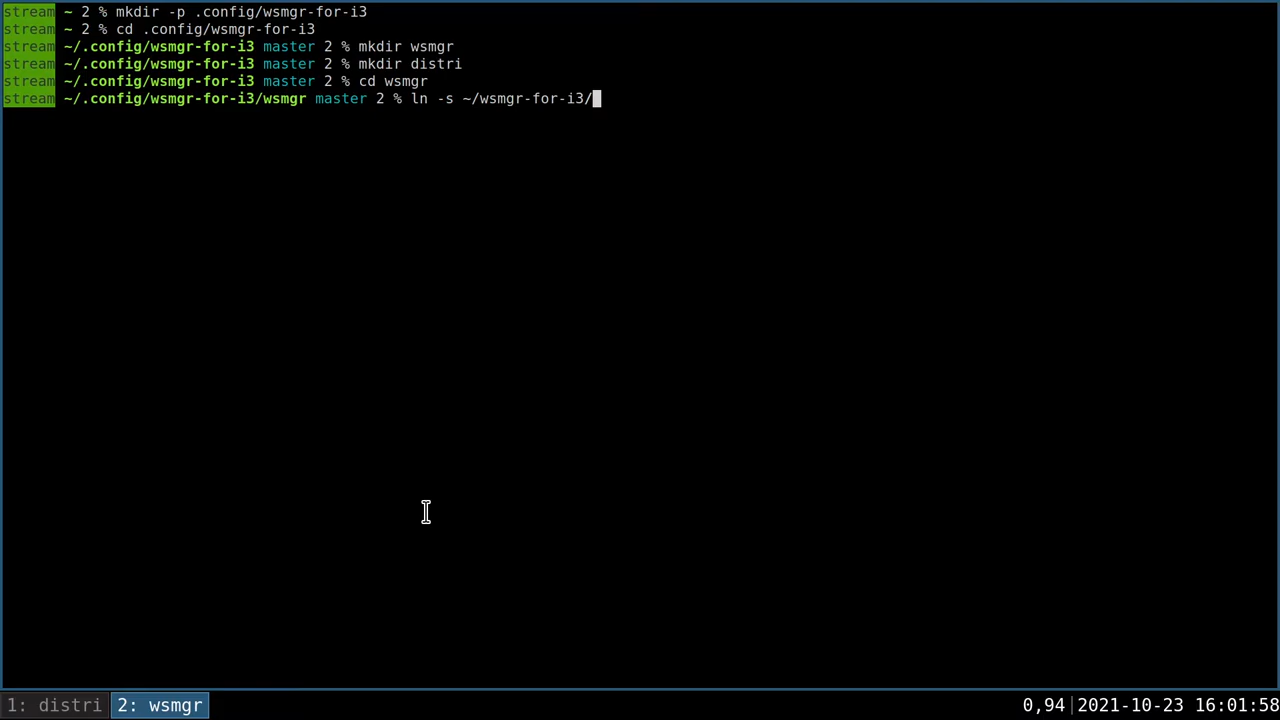 stream ~ 2 % mkdir -p .config/wsmgr-for-i3
stream ~ 2 % cd .config/wsmgr-for-i3
stream ~/.config/wsmgr-for-i3 master 2 % mkdir wsmgr
stream ~/.config/wsmgr-for-i3 master 2 % mkdir distri
stream ~/.config/wsmgr-for-i3 master 2 % cd wsmgr
stream ~/.config/wsmgr-for-i3/wsmgr master 2 % ln -s ~/wsmgr-for-i3/
1: distri 2: wsmgr 0,94|2021-10-23 16:01:58